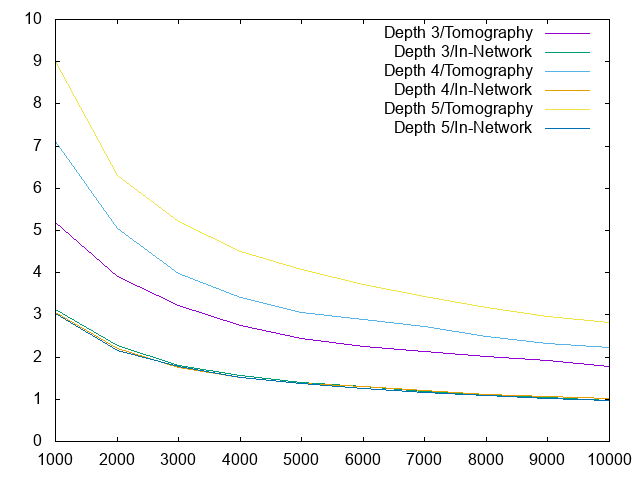 10
9
8
7
6
5
4
3
2
1
0
1000 2000 3000 4000 5000 6000 7000 8000 9000 10000
Depth 3/Tomography
Depth 3/In-Network
Depth 4/Tomography
Depth 4/In-Network
Depth 5/Tomography
Depth 5/In-Network